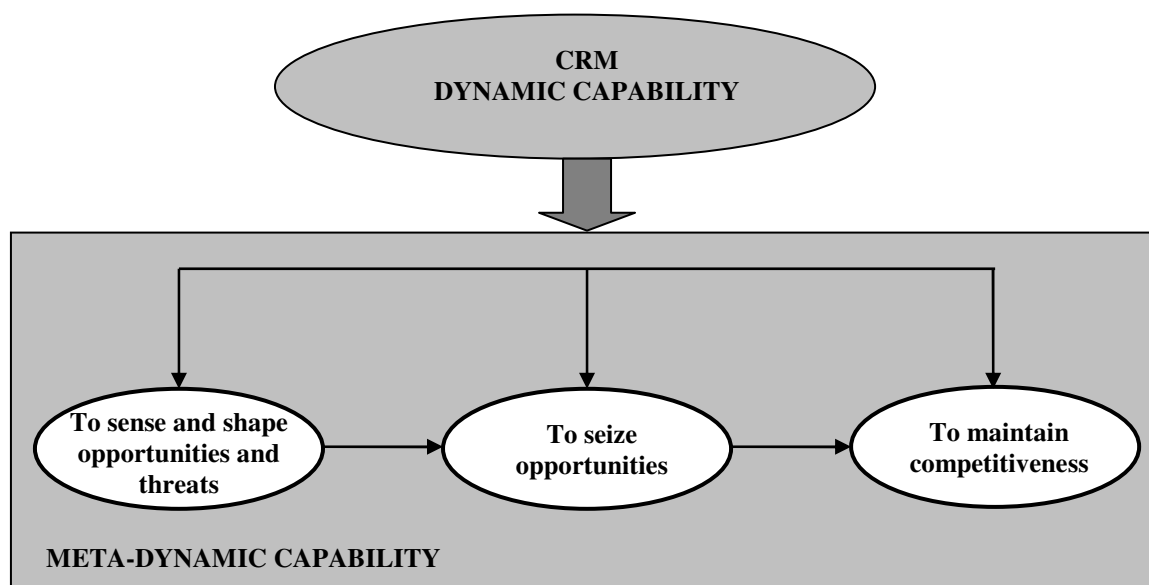 CRM
DYNAMIC CAPABILITY
To sense and shape
opportunities and
threats
To seize
opportunities
To maintain
competitiveness
META-DYNAMIC CAPABILITY